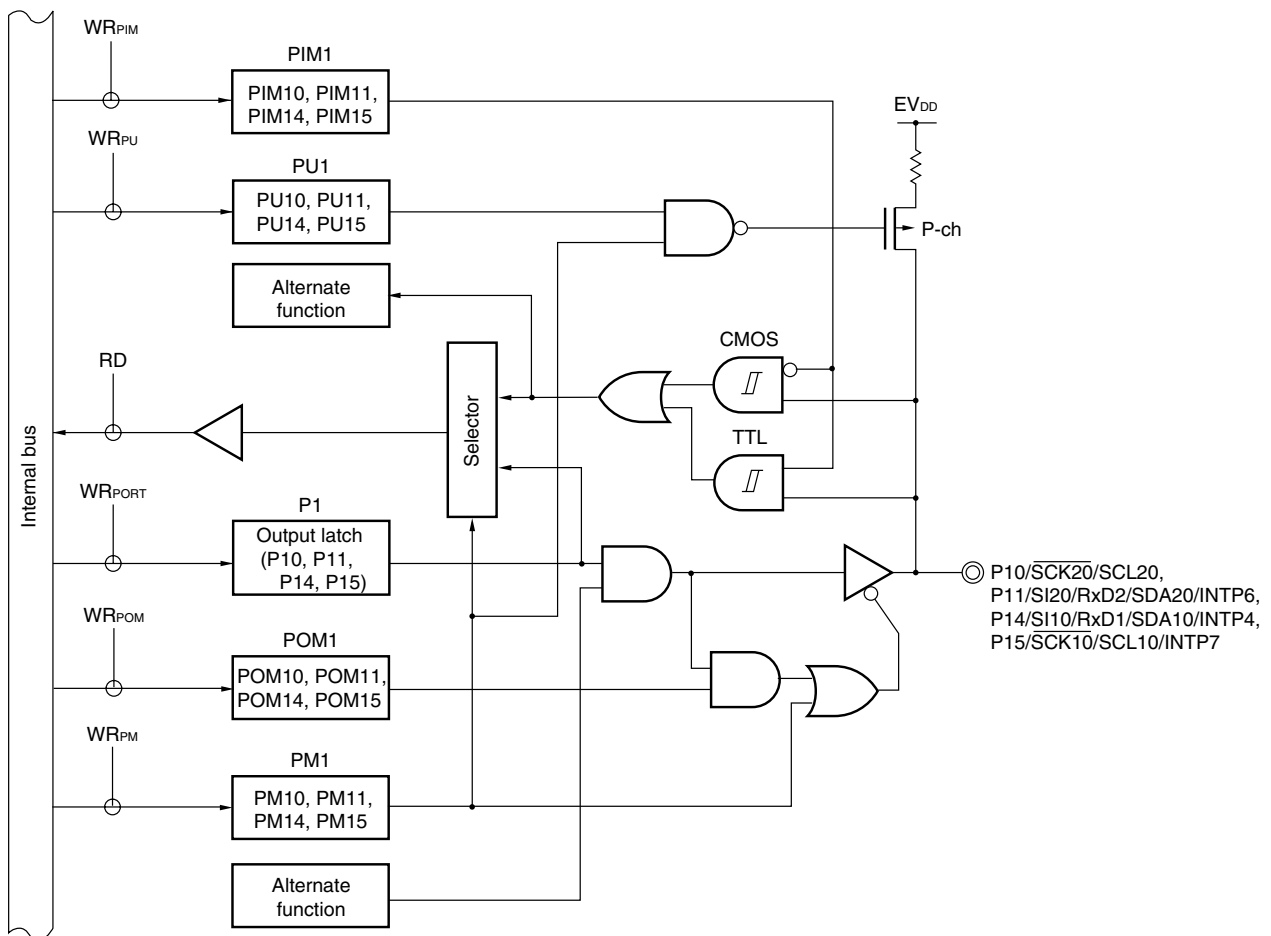 WRPIM
PIM1
PIM10, PIM11,
PIM14, PIM15
EVDD
WRPU
PU1
PU10, PU11,
PU14, PU15
P-ch
Alternate
function
CMOS
RD
Selector
TTL
Internal bus
WRPORT
P1
Output latch
(P10, P11,
P14, P15)
P10/SCK20/SCL20,
P11/SI20/RxD2/SDA20/INTP6,
P14/SI10/RxD1/SDA10/INTP4,
P15/SCK10/SCL10/INTP7
WRPOM
POM1
POM10, POM11,
POM14, POM15
WRPM
PM1
PM10, PM11,
PM14, PM15
Alternate
function